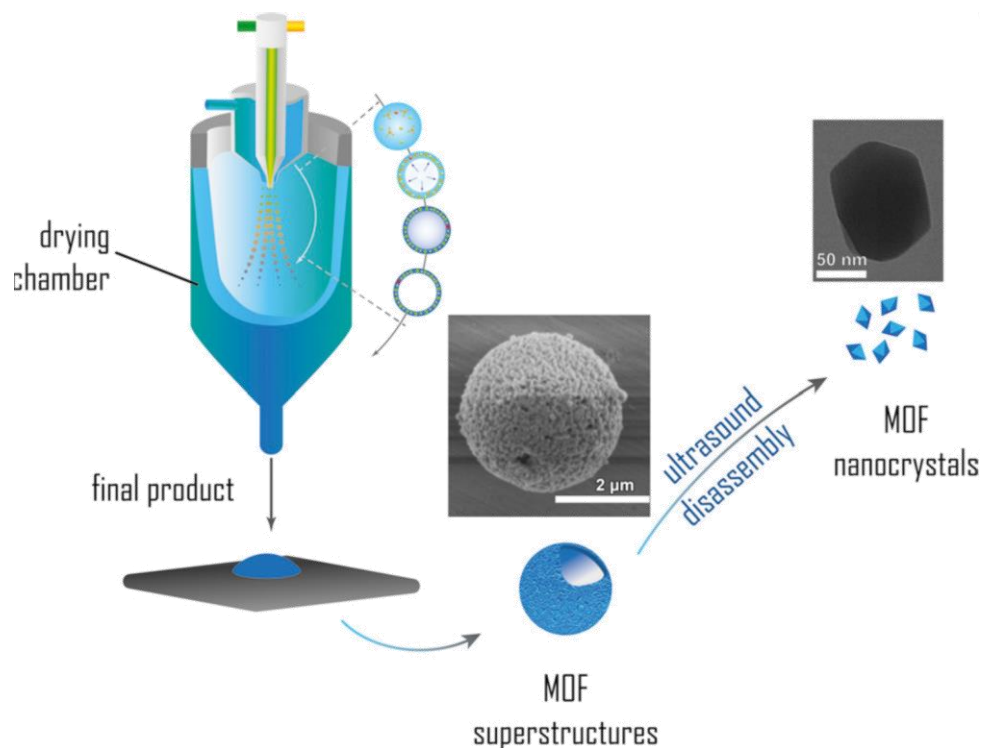 drying
chamber
50 nm
MOF
nanocrystals
2 µm
ultrasound
disassembly
final product
MOF
superstructures